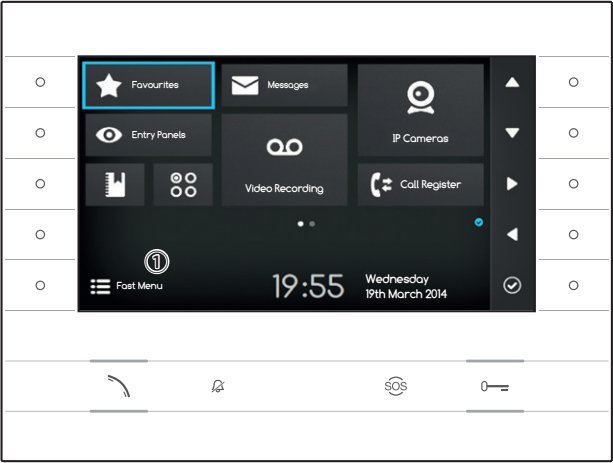 Favourites
Messages
Entry Panels
IP Cameras
Video Recording
Call Register
①
Fast Menu
19:55
Wednesday
19th March 2014
SOS